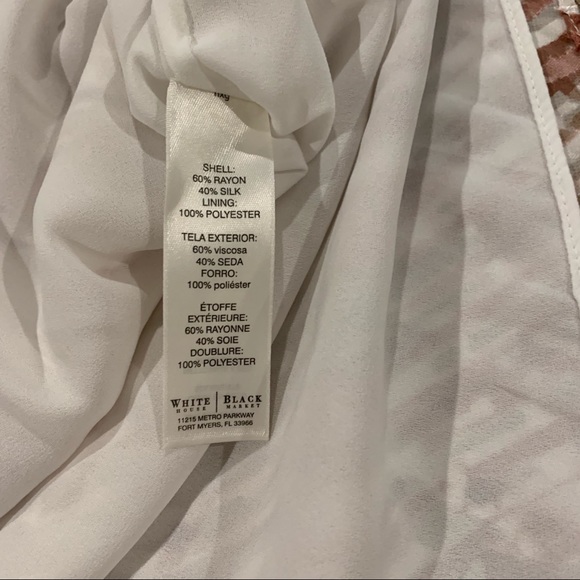 SHELL:
60% RAYON
40% SILK
LINING:
100% POLYESTER
TELA EXTERIOR:
60% viscosa
40% SEDA
FORRO:
100% poliéster
ÉTOFFE
EXTÉRIEURE:
60% RAYONNE
40% SOIE
DOUBLURE:
100% POLYESTER
WHITE | BLACK
HOUSE MARKET
11215 METRO PARKWAY
FORT MYERS, FL 33966